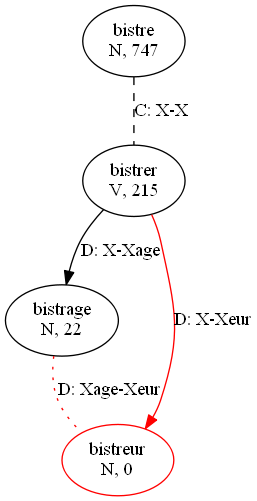 bistre
N, 747
C: X-X
bistrer
V, 215
D: X-Xage
bistrage
N, 22
D: X-Xeur
D: Xage-Xeur
bistreur
N, 0